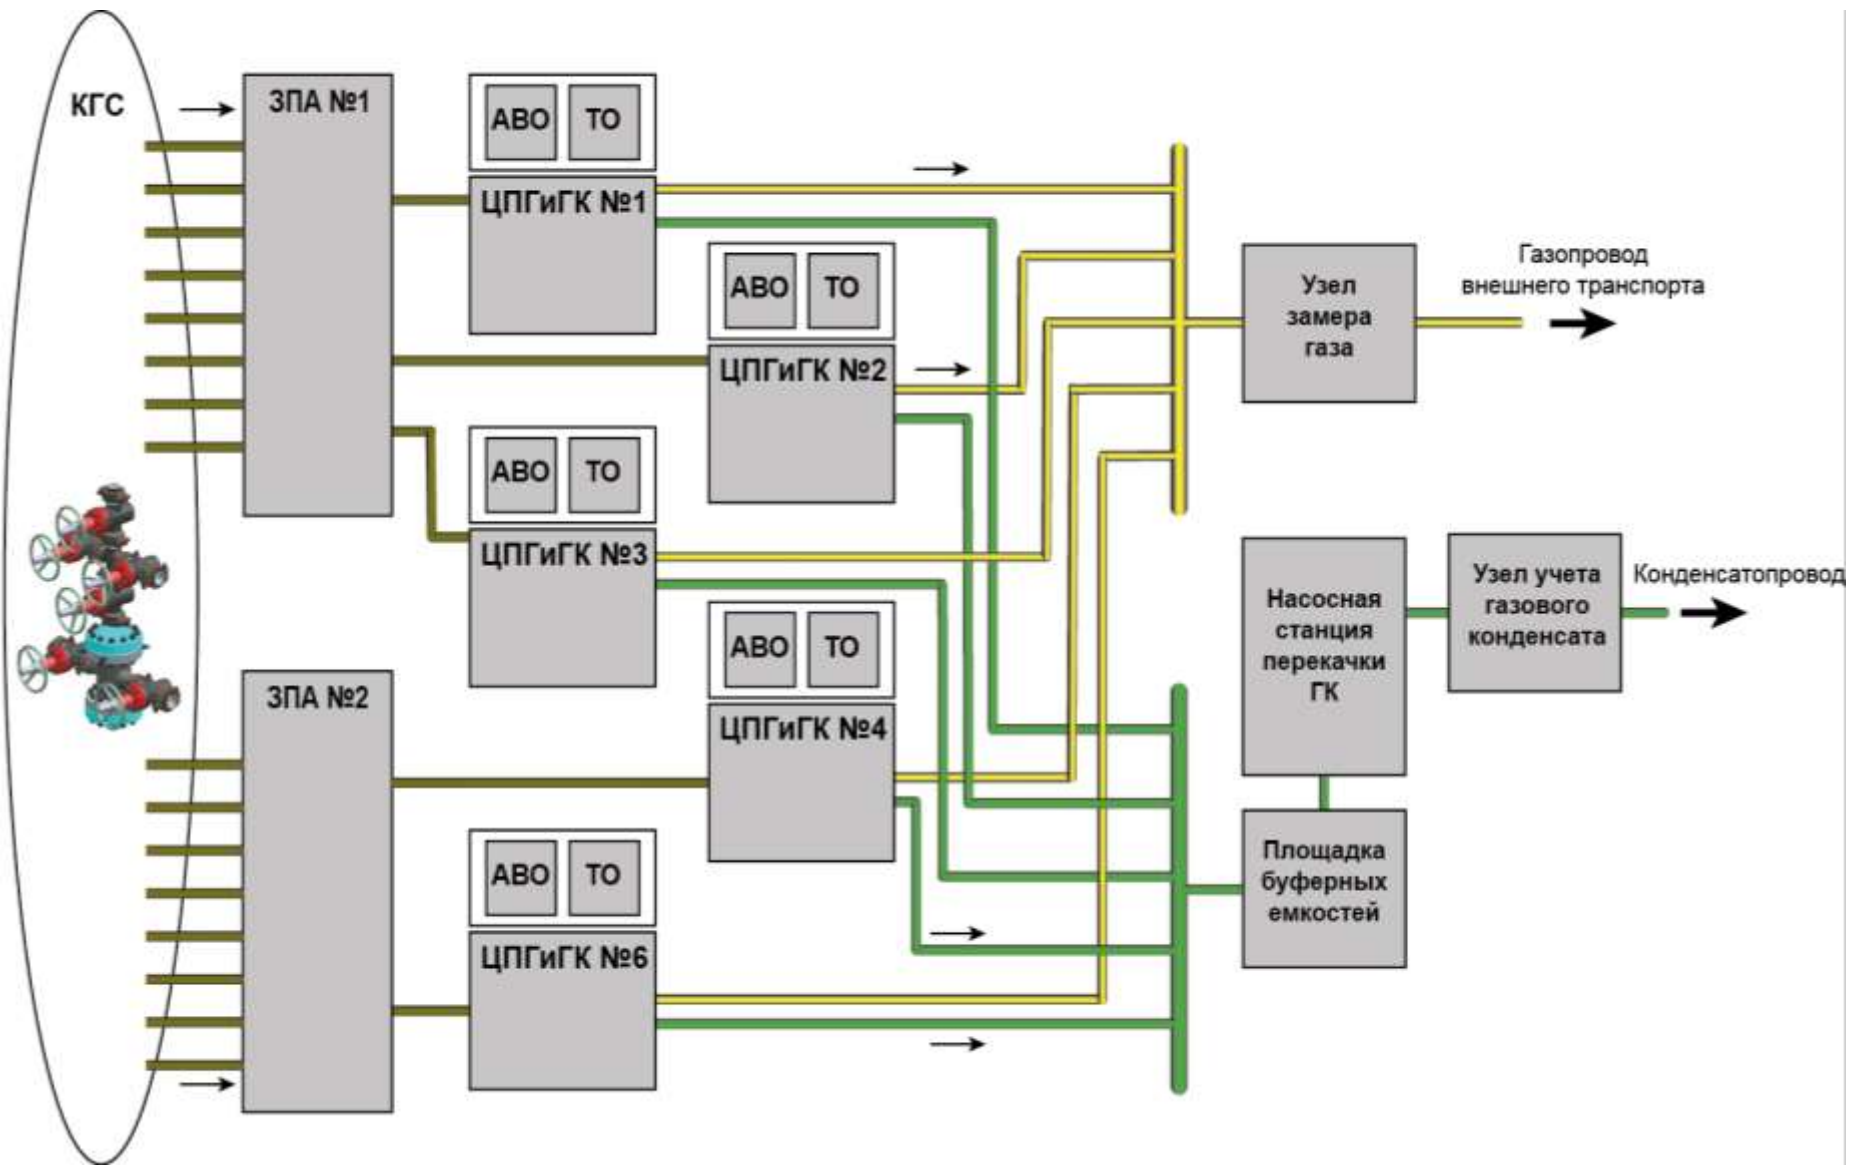 КГС
ЗПА №1
АВО ТО
ЦПГиГК №1
АВО ТО
ЦПГиГК №2
АВО ТО
ЦПГиГК №3
ЗПА №2
АВО ТО
ЦПГиГК №4
АВО ТО
ЦПГиГК №6
Узел
замера
газа
Газопровод
внешнего транспорта
Насосная
станция
перекачки
ГК
Узел учета
газового
конденсата
Конденсатопровод
Площадка
буферных
емкостей